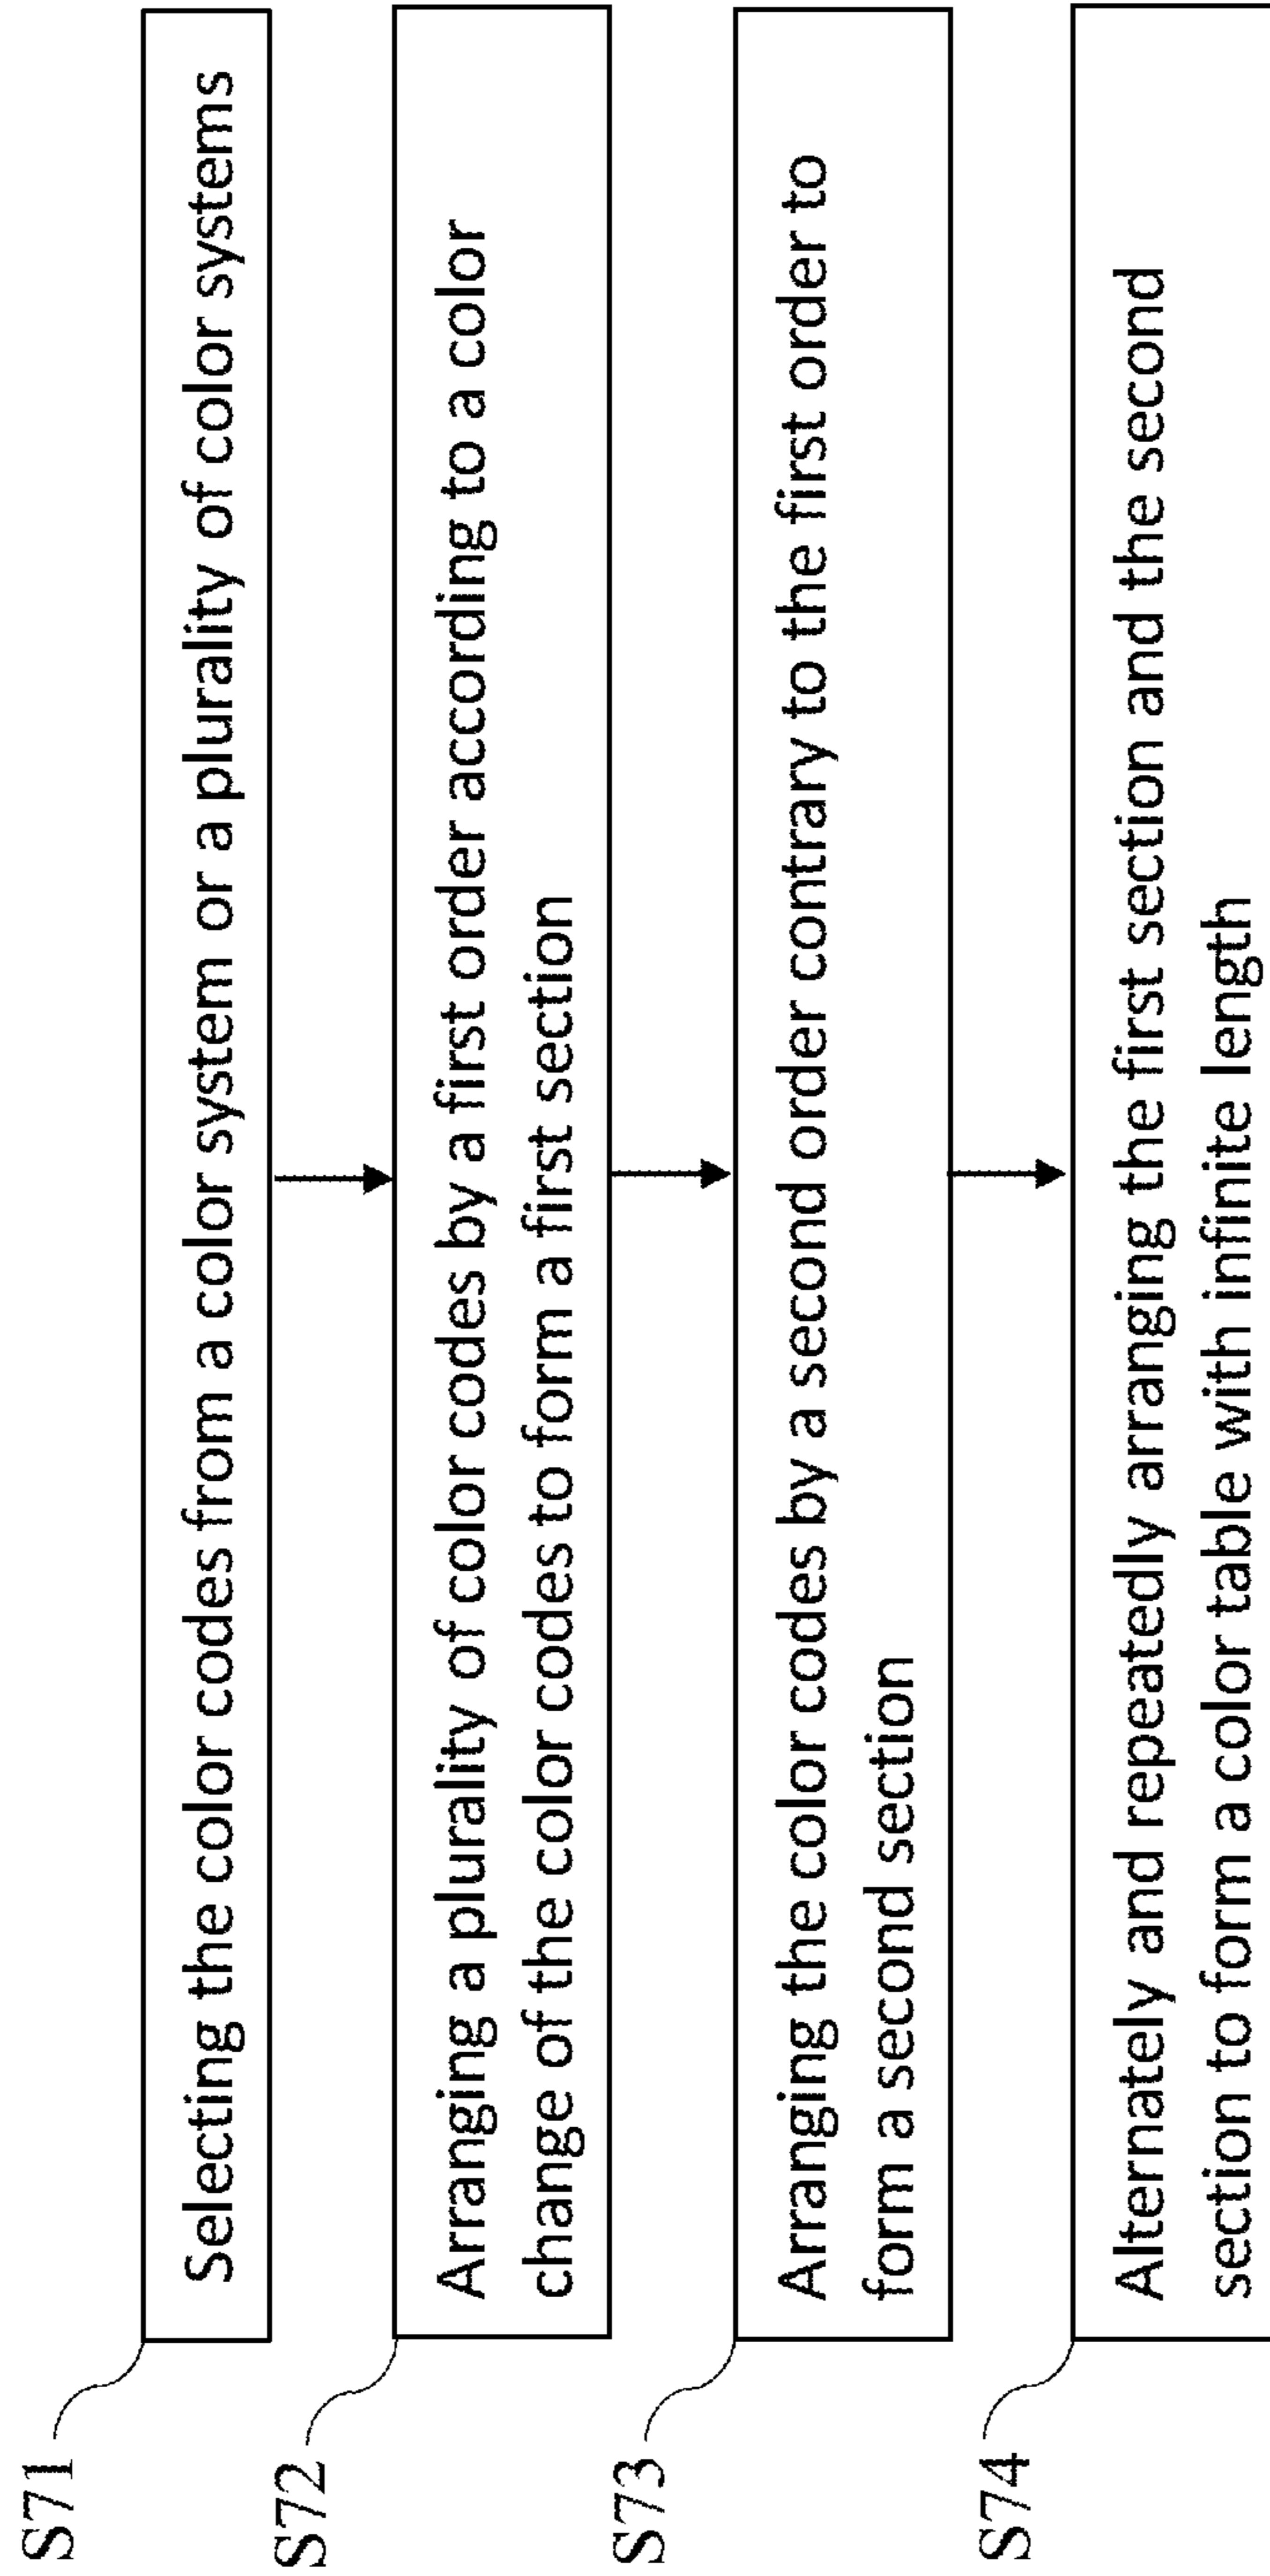 S71
Selecting the color codes from a color system or a plurality of color systems
S72
Arranging a plurality of color codes by a first order according to a color
change of the color codes to form a first section
S73
Arranging the color codes by a second order contrary to the first order to
form a second section
S74
Alternately and repeatedly arranging the first section and the second
section to form a color table with infinite length